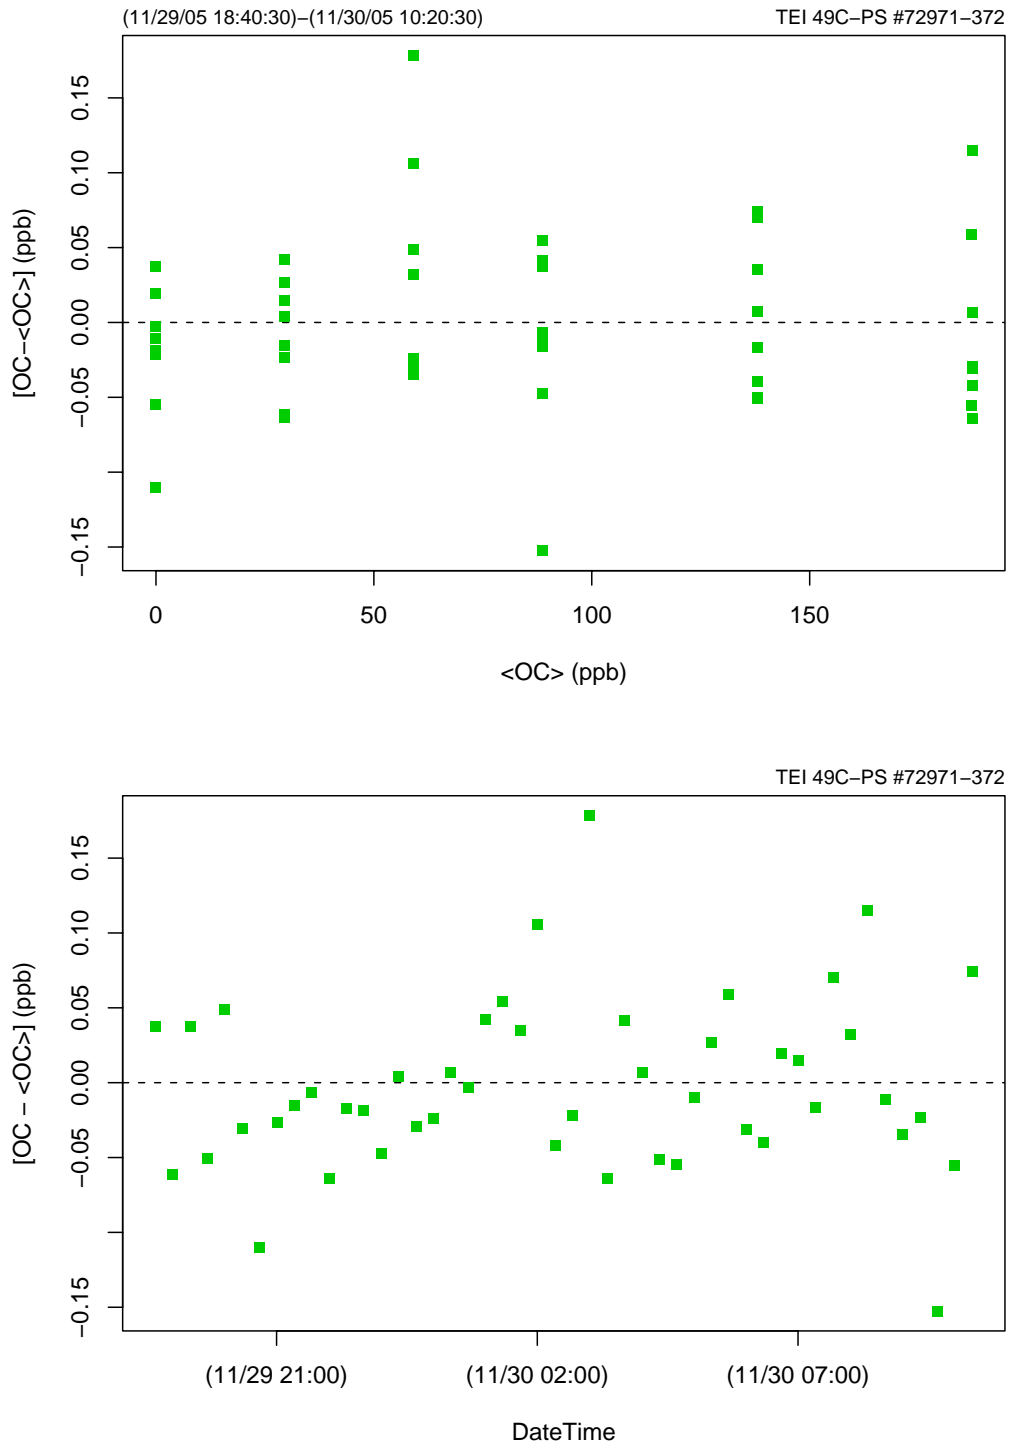 (11/29/05 18:40:30)−(11/30/05 10:20:30) TEI 49C−PS #72971−372
[OC−<OC>] (ppb)
0.15
0.10
0.05
0.00
−0.05
−0.15
0 50 100 150
<OC> (ppb)
TEI 49C−PS #72971−372
[OC − <OC>] (ppb)
0.15
0.10
0.05
0.00
−0.05
−0.15
(11/29 21:00) (11/30 02:00) (11/30 07:00)
DateTime